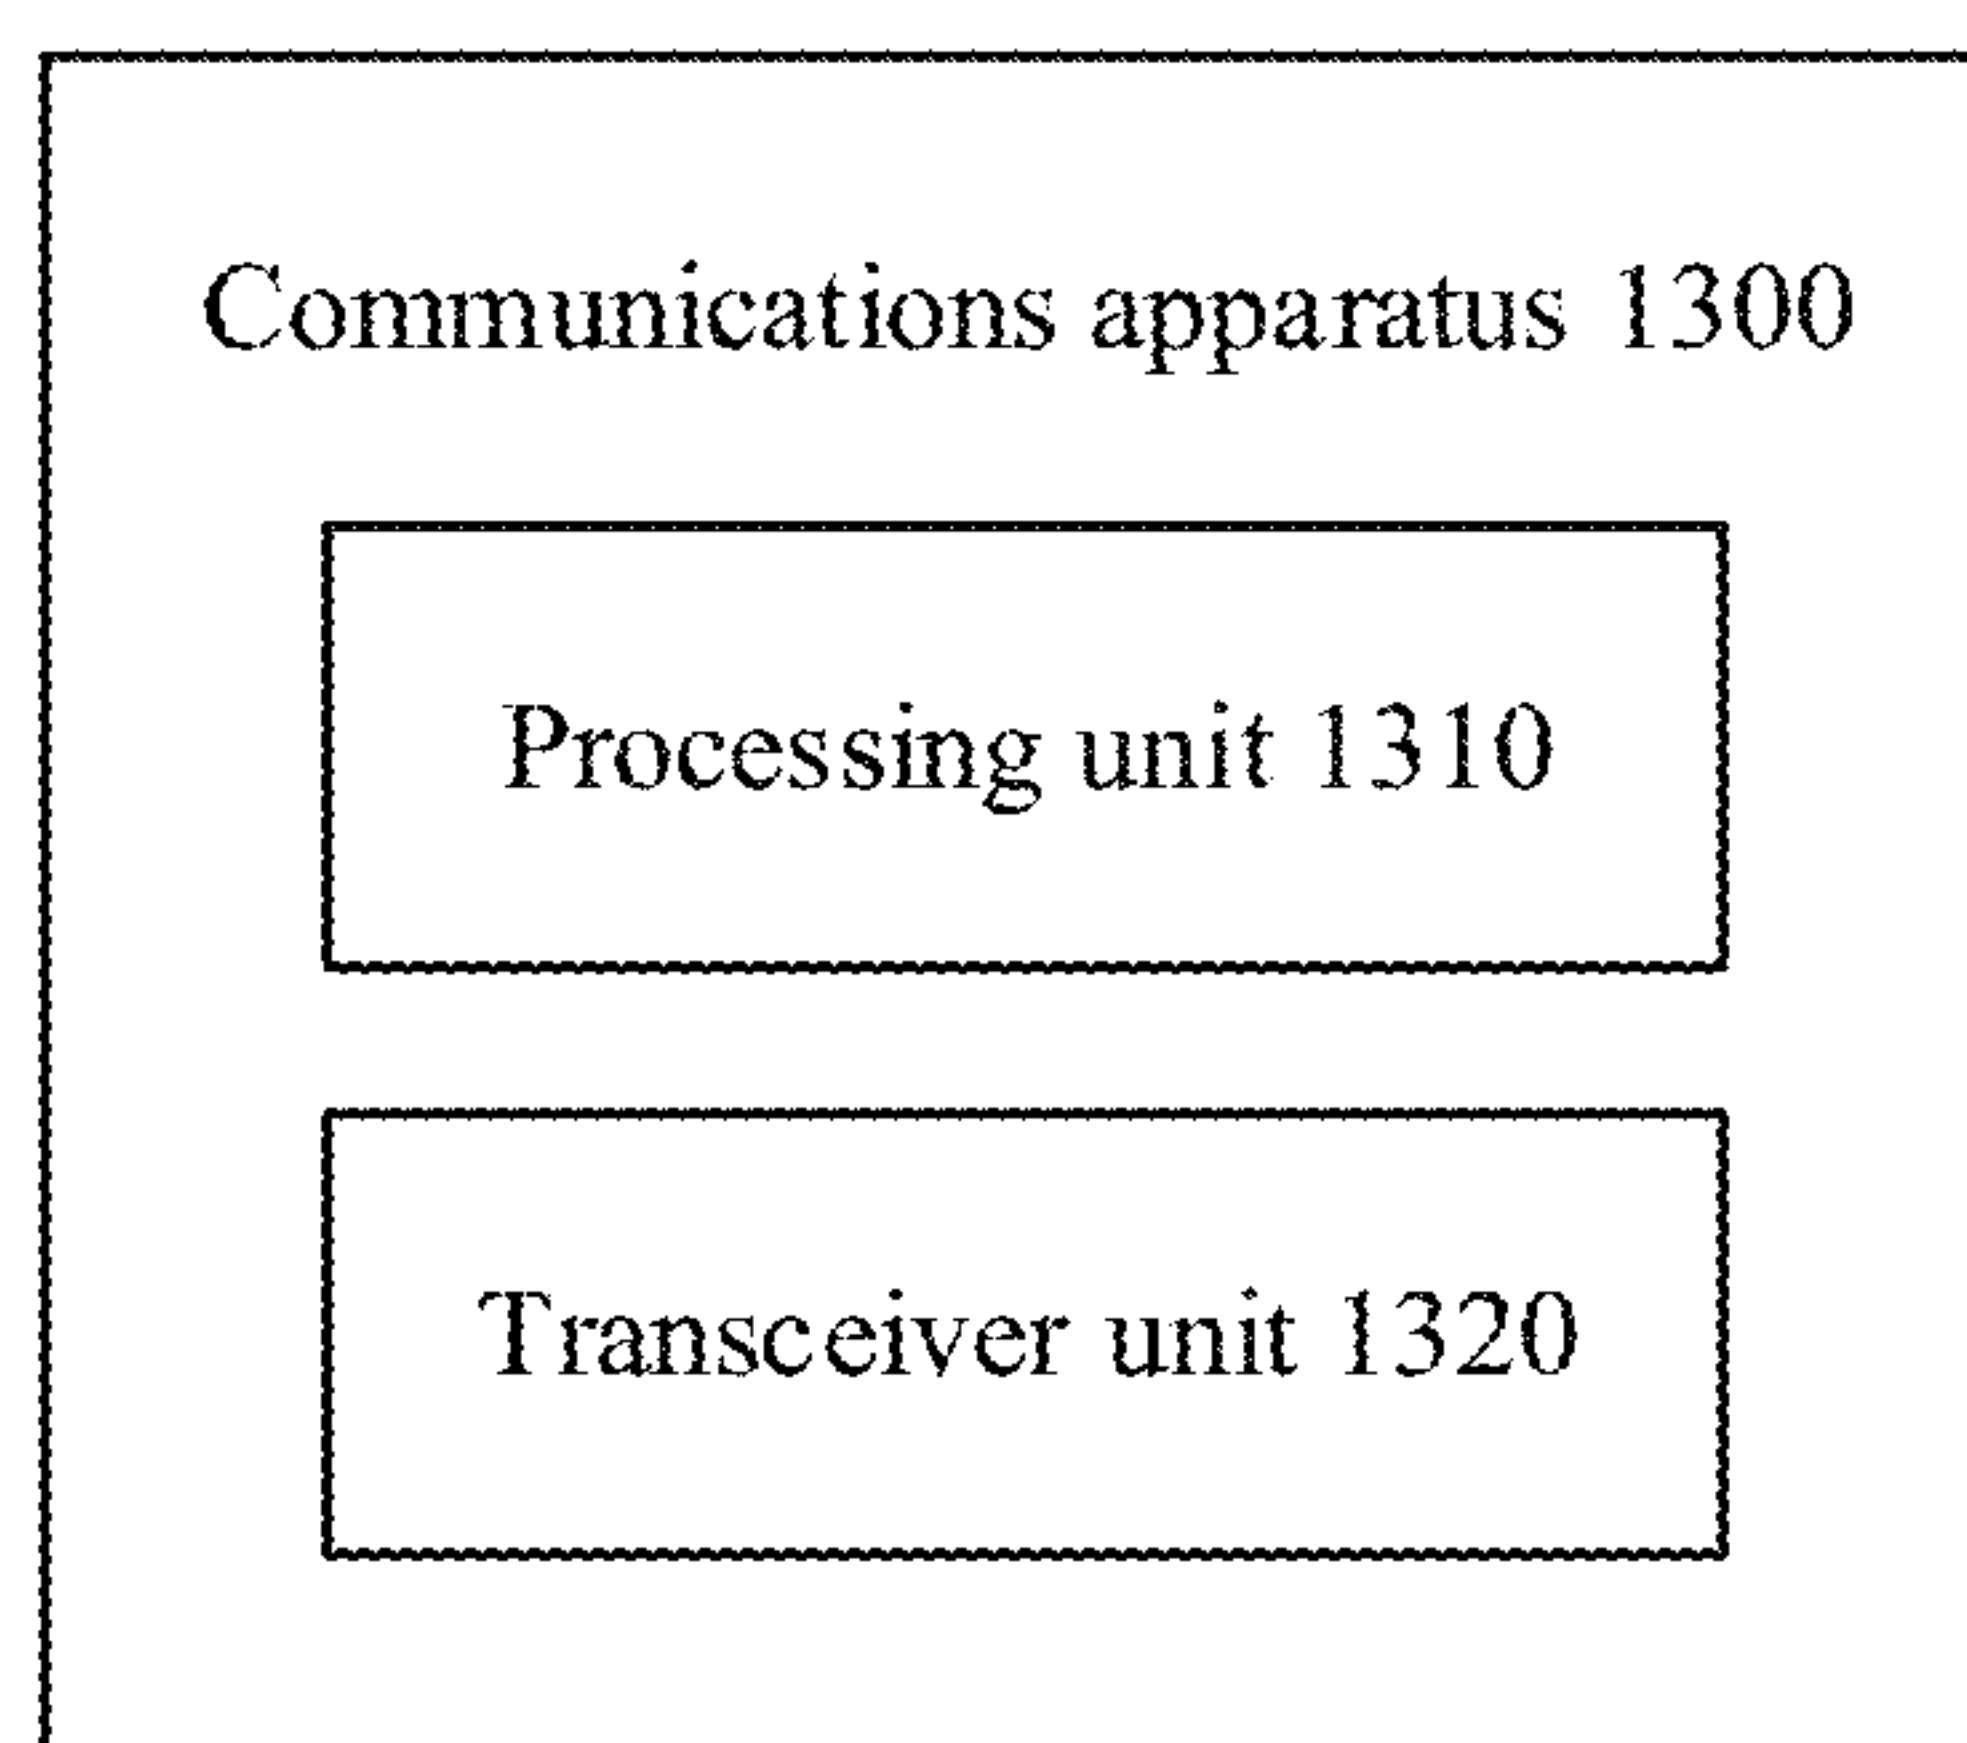 Communications apparatus 1300
Processing unit 1310
Transceiver unit 1320